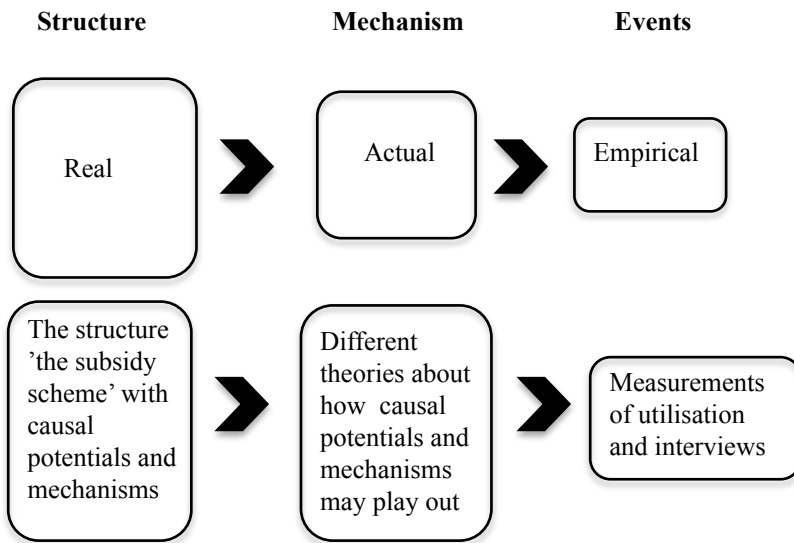 Structure
Mechanism
Events
Real
Actual
Empirical
The structure
’the subsidy
scheme’ with
causal
potentials and
mechanisms
Different
theories about
how causal
potentials and
mechanisms
may play out
Measurements
of utilisation
and interviews